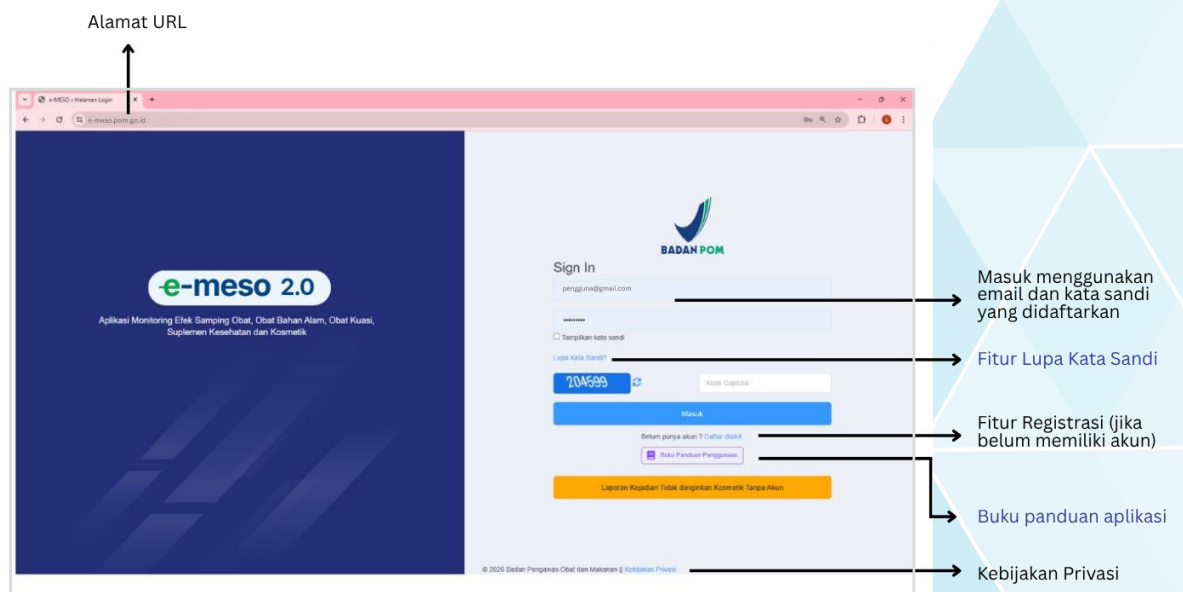 Alamat URL
e-MESO :: Halaman Login
e-meso.pom.go.id
BADAN POM
Sign In
pengguna@gmail.com
Tampilkan kata sandi
Lupa Kata Sandi?
204599
Kode Captcha
Masuk
Belum punya akun ? Daftar disini!
Buku Panduan Penggunaan
Laporan Kejadian Tidak diinginkan Kosmetik Tanpa Akun
© 2026 Badan Pengawas Obat dan Makanan || Kebijakan Privasi
e-meso 2.0
Aplikasi Monitoring Efek Samping Obat, Obat Bahan Alam, Obat Kuasi,
Suplemen Kesehatan dan Kosmetik
Masuk menggunakan
email dan kata sandi
yang didaftarkan
Fitur Lupa Kata Sandi
Fitur Registrasi (jika
belum memiliki akun)
Buku panduan aplikasi
Kebijakan Privasi